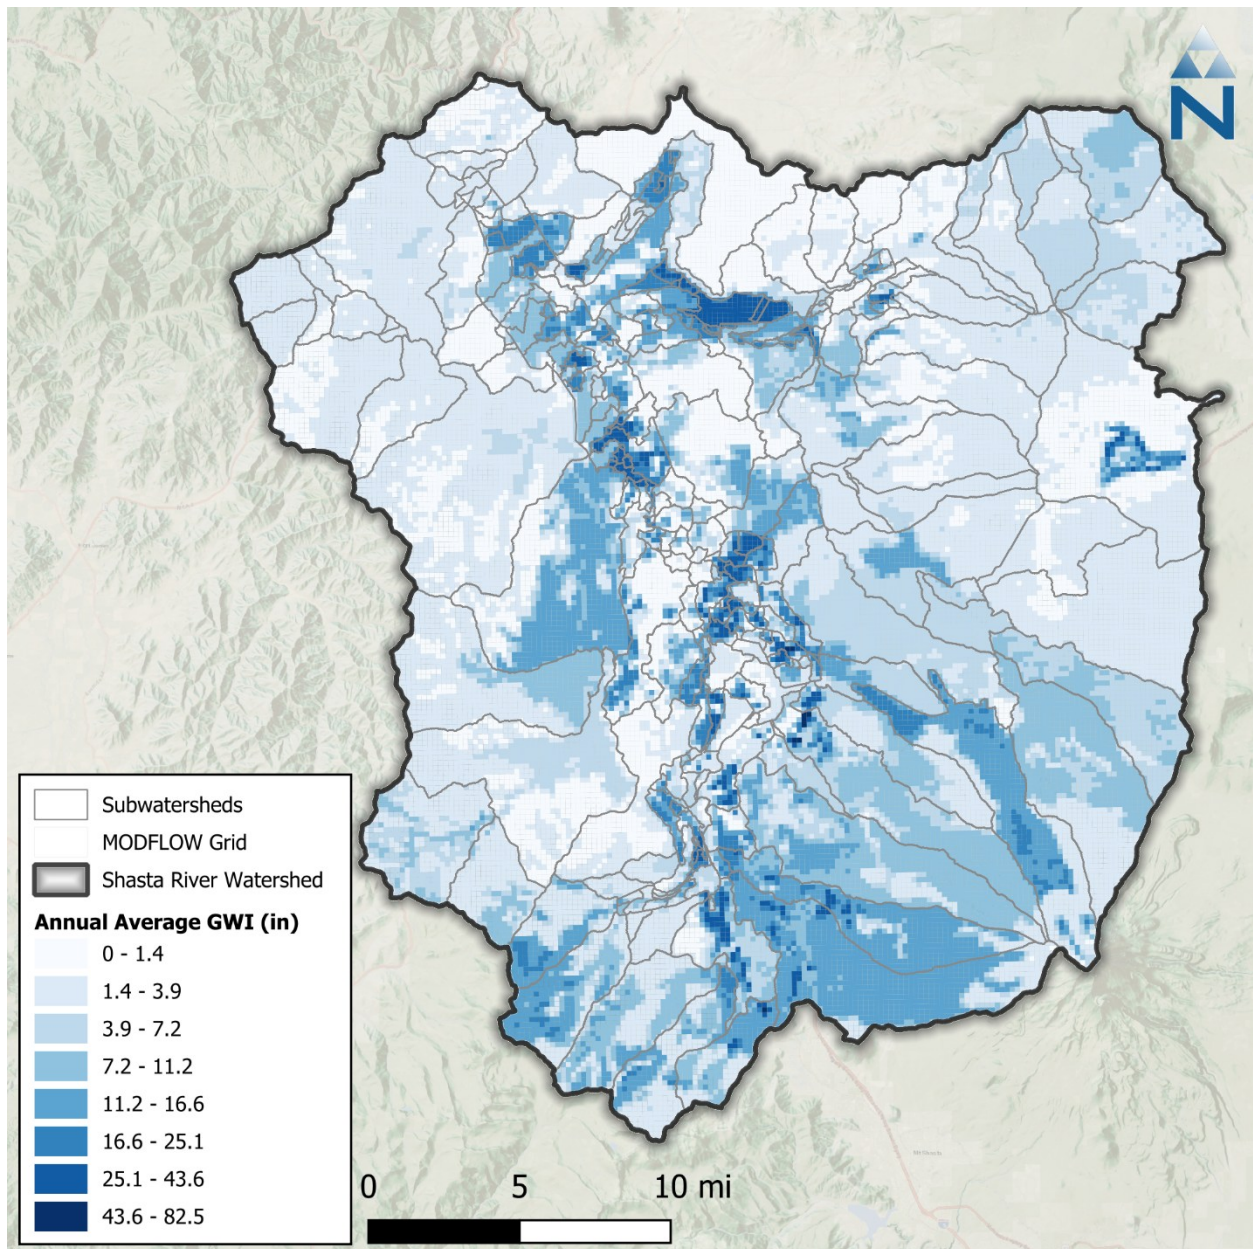 N
Subwatersheds
MODFLOW Grid
Shasta River Watershed
Annual Average GWI (in)
0 - 1.4
1.4 - 3.9
3.9 - 7.2
7.2 - 11.2
11.2 - 16.6
16.6 - 25.1
25.1 - 43.6
43.6 - 82.5
0 5 10 mi